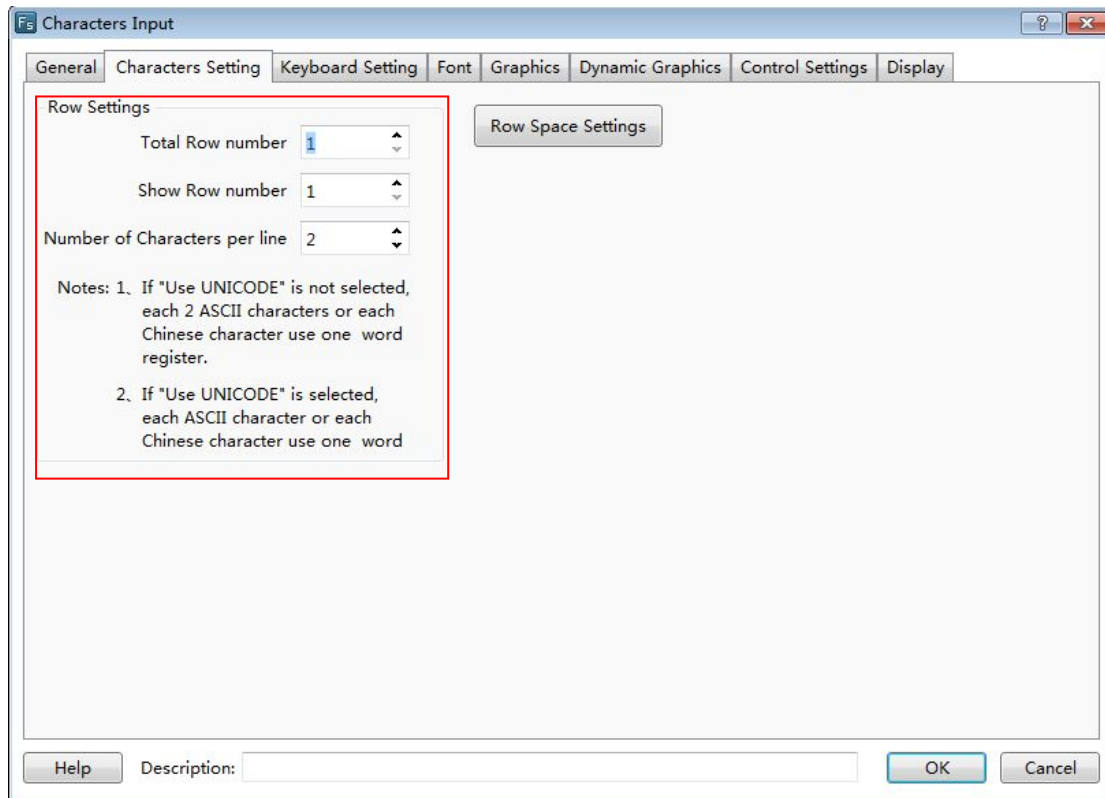 Fs Characters Input
General Characters Setting Keyboard Setting Font Graphics Dynamic Graphics Control Settings Display
Row Settings
Total Row number 1
Row Space Settings
Show Row number 1
Number of Characters per line 2
Notes: 1、If "Use UNICODE" is not selected,
each 2 ASCII characters or each
Chinese character use one word
register.
2、If "Use UNICODE" is selected,
each ASCII character or each
Chinese character use one word
Help Description: OK Cancel